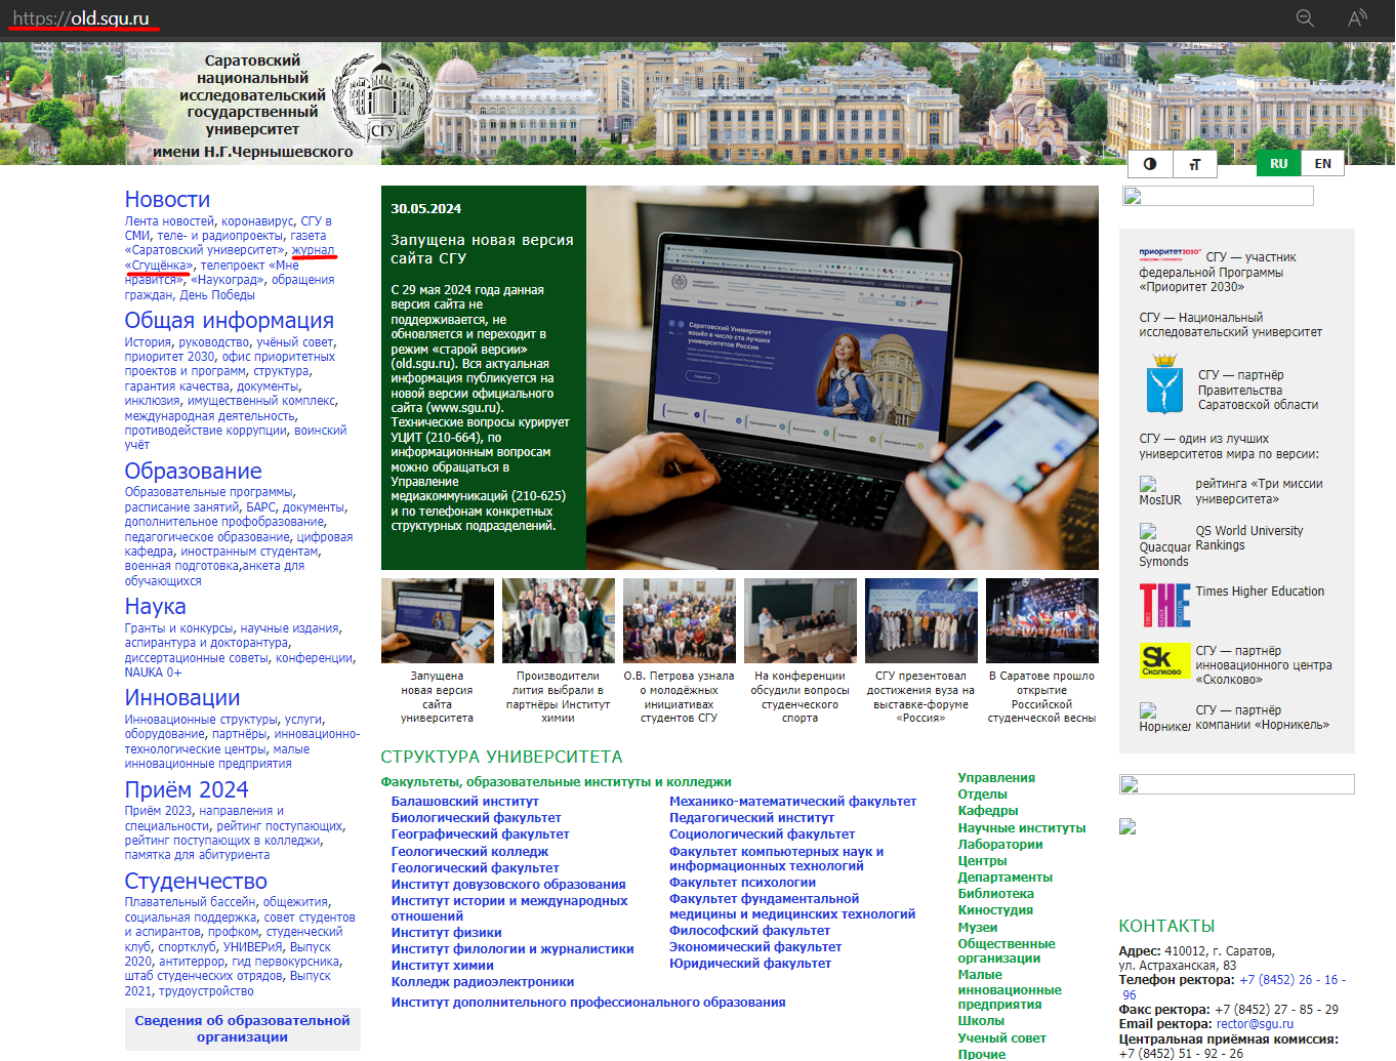 https://old.sgu.ru
Саратовский
национальный
исследовательский
государственный
университет
имени Н.Г.Чернышевского
СГУ
RU
EN
Новости
Лента новостей, коронавирус, СГУ в
СМИ, теле- и радиопроекты, газета
«Саратовский университет», журнал
«Сгущёнка», телепроект «Мне
нравится», «Наукоград», обращения
граждан, День Победы
Общая информация
История, руководство, учёный совет,
приоритет 2030, офис приоритетных
проектов и программ, структура,
гарантия качества, документы,
инклюзия, имущественный комплекс,
международная деятельность,
противодействие коррупции, воинский
учёт
Образование
Образовательные программы,
расписание занятий, БАРС, документы,
дополнительное профобразование,
педагогическое образование, цифровая
кафедра, иностранным студентам,
военная подготовка,анкета для
обучающихся
Наука
Гранты и конкурсы, научные издания,
аспирантура и докторантура,
диссертационные советы, конференции,
NAUKA 0+
Инновации
Инновационные структуры, услуги,
оборудование, партнёры, инновационно-
технологические центры, малые
инновационные предприятия
Приём 2024
Приём 2023, направления и
специальности, рейтинг поступающих,
рейтинг поступающих в колледжи,
памятка для абитуриента
Студенчество
Плавательный бассейн, общежития,
социальная поддержка, совет студентов
и аспирантов, профком, студенческий
клуб, спортклуб, УНИВЕРиЯ, Выпуск
2020, антитеррор, гид первокурсника,
штаб студенческих отрядов, Выпуск
2021, трудоустройство
Сведения об образовательной
организации
30.05.2024
Запущена новая версия
сайта СГУ
С 29 мая 2024 года данная
версия сайта не
поддерживается, не
обновляется и переходит в
режим «старой версии»
(old.sgu.ru). Вся актуальная
информация публикуется на
новой версии официального
сайта (www.sgu.ru).
Технические вопросы курирует
УЦИТ (210-664), по
информационным вопросам
можно обращаться в
Управление
медиакоммуникаций (210-625)
и по телефонам конкретных
структурных подразделений.
Саратовский Университет
вошёл в число ста лучших
университетов России
Запущена
новая версия
сайта
университета
Производители
лития выбрали в
партнёры Институт
химии
О.В. Петрова узнала
о молодёжных
инициативах
студентов СГУ
На конференции
обсудили вопросы
студенческого
спорта
СГУ презентовал
достижения вуза на
выставке-форуме
«Россия»
В Саратове прошло
открытие
Российской
студенческой весны
СТРУКТУРА УНИВЕРСИТЕТА
Факультеты, образовательные институты и колледжи
Балашовский институт
Биологический факультет
Географический факультет
Геологический колледж
Геологический факультет
Институт довузовского образования
Институт истории и международных
отношений
Институт физики
Институт филологии и журналистики
Институт химии
Колледж радиоэлектроники
Институт дополнительного профессионального образования
Механико-математический факультет
Педагогический институт
Социологический факультет
Факультет компьютерных наук и
информационных технологий
Факультет психологии
Факультет фундаментальной
медицины и медицинских технологий
Философский факультет
Экономический факультет
Юридический факультет
Управления
Отделы
Кафедры
Научные институты
Лаборатории
Центры
Департаменты
Библиотека
Киностудия
Музеи
Общественные
организации
Малые
инновационные
предприятия
Школы
Ученый совет
Прочие
приоритет2030
СГУ — участник
федеральной Программы
«Приоритет 2030»
СГУ — Национальный
исследовательский университет
СГУ — партнёр
Правительства
Саратовской области
СГУ — один из лучших
университетов мира по версии:
MosIUR
рейтинга «Три миссии
университета»
Quacquar
Symonds
QS World University
Rankings
THE
Times Higher Education
Sk
Сколково
СГУ — партнёр
инновационного центра
«Сколково»
Норникел
СГУ — партнёр
компании «Норникель»
КОНТАКТЫ
Адрес: 410012, г. Саратов,
ул. Астраханская, 83
Телефон ректора: +7 (8452) 26 - 16 -
96
Факс ректора: +7 (8452) 27 - 85 - 29
Email ректора: rector@sgu.ru
Центральная приёмная комиссия:
+7 (8452) 51 - 92 - 26